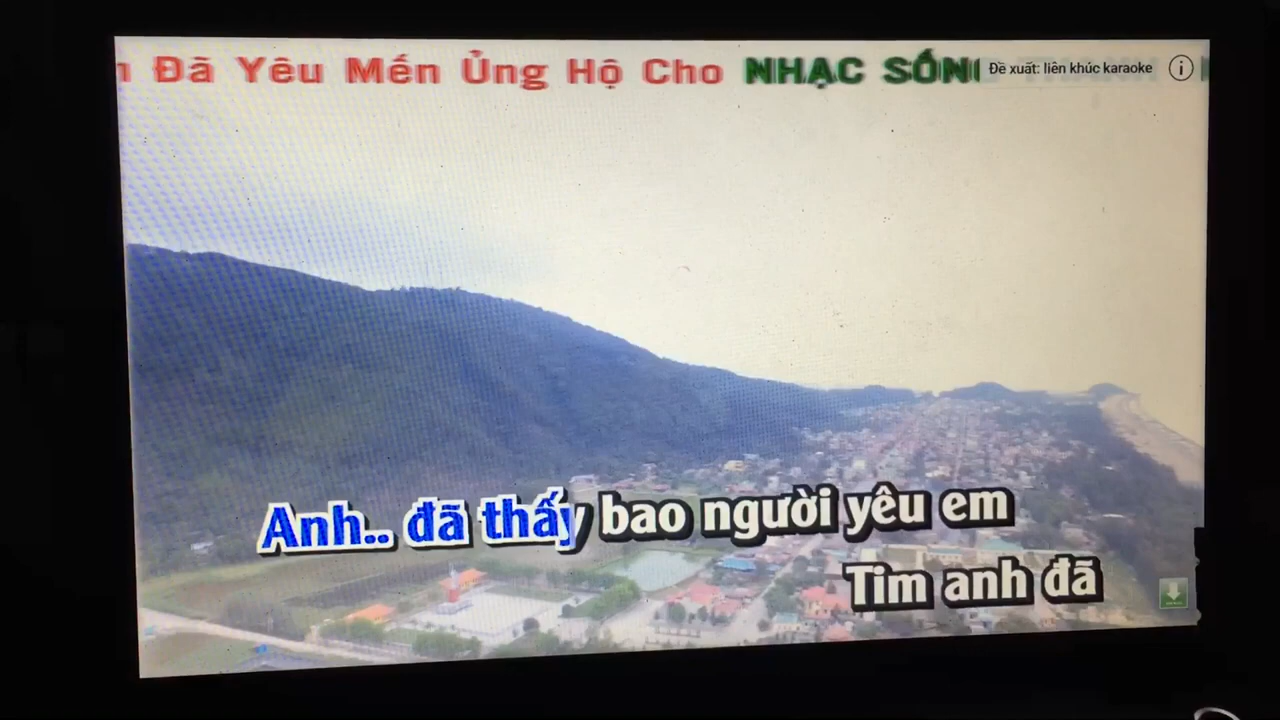 Đã Yêu Mến Ủng Hộ Cho NHẠC SỐN
Đề xuất: liên khúc karaoke
Anh.. đã thấy bao người yêu em
Tim anh đã